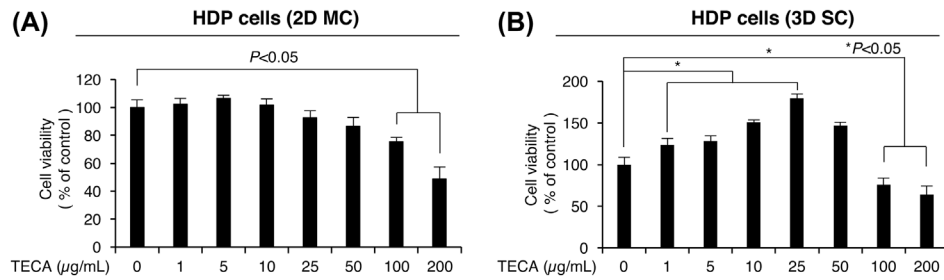 (A)
HDP cells (2D MC)
P<0.05
Cell viability
( % of control )
120
100
80
60
40
20
0
TECA (µg/mL) 0 1 5 10 25 50 100 200
(B)
HDP cells (3D SC)
* *P<0.05
*
Cell viability
( % of control )
200
150
100
50
0
TECA (µg/mL) 0 1 5 10 25 50 100 200